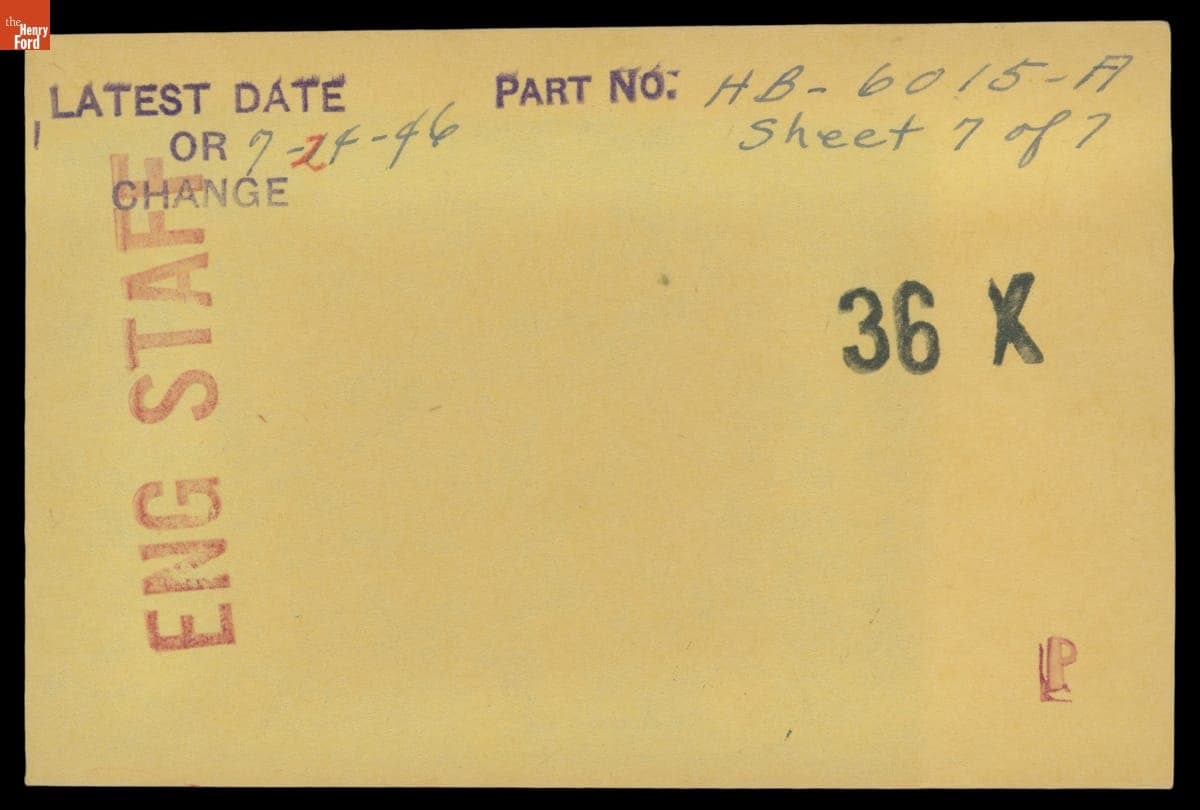 the
Henry
Ford
LATEST DATE
OR 7-24-46
CHANGE
PART NO: HB-6015-A
Sheet 7 of 7
36 X
ENG STAFF